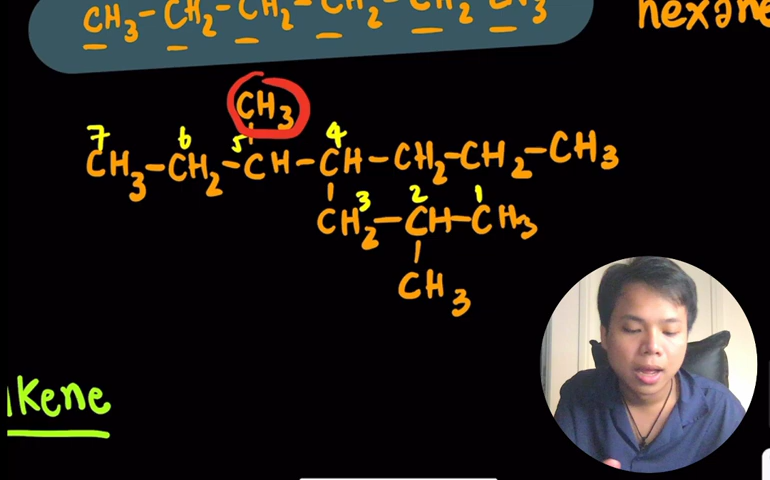 CH₃-CH₂-CH₂-CH₂-CH₂ CH₃
hexane
CH₃
7 6 5 4
CH₃-CH₂-CH-CH-CH₂-CH₂-CH₃
3 2 1
CH₂-CH-CH₃
CH₃
lkene